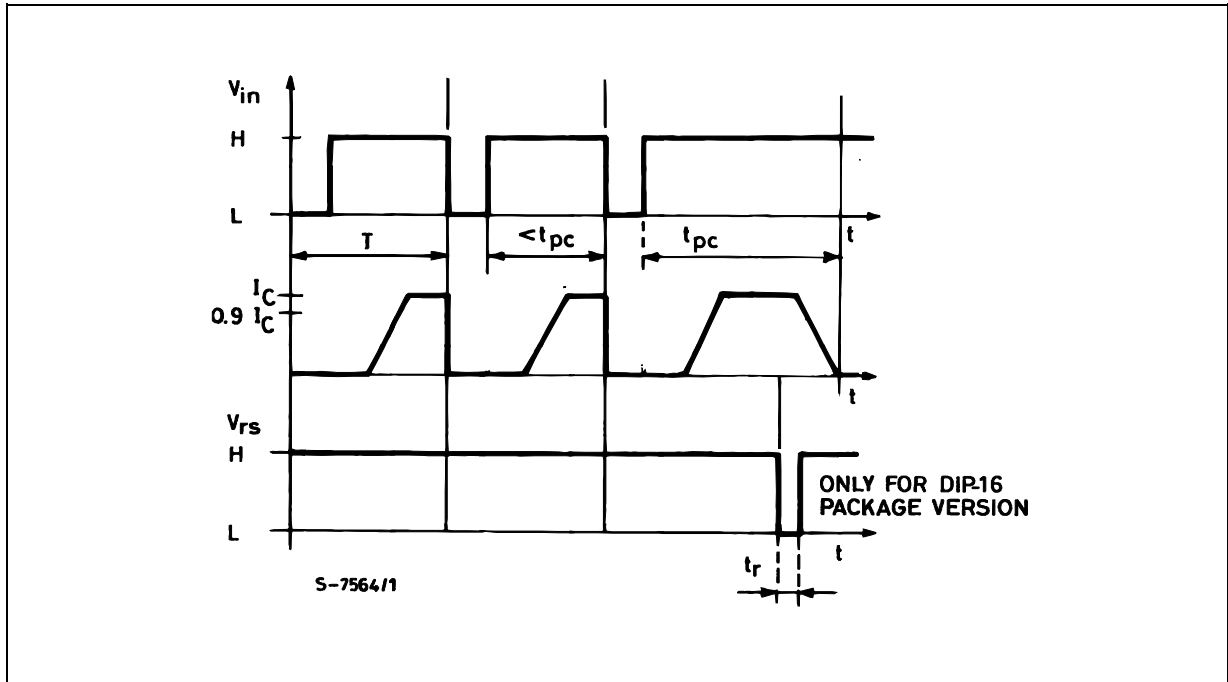 Vin
H
L
t
T
<tpc
tpc
IC
0.9 IC
t
Vrs
H
ONLY FOR DIP-16
PACKAGE VERSION
L
t
tr
S-7564/1